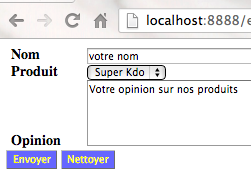 localhost:8888/e
Nom votre nom
Produit Super Kdo
Votre opinion sur nos produits
Opinion
Envoyer Nettoyer